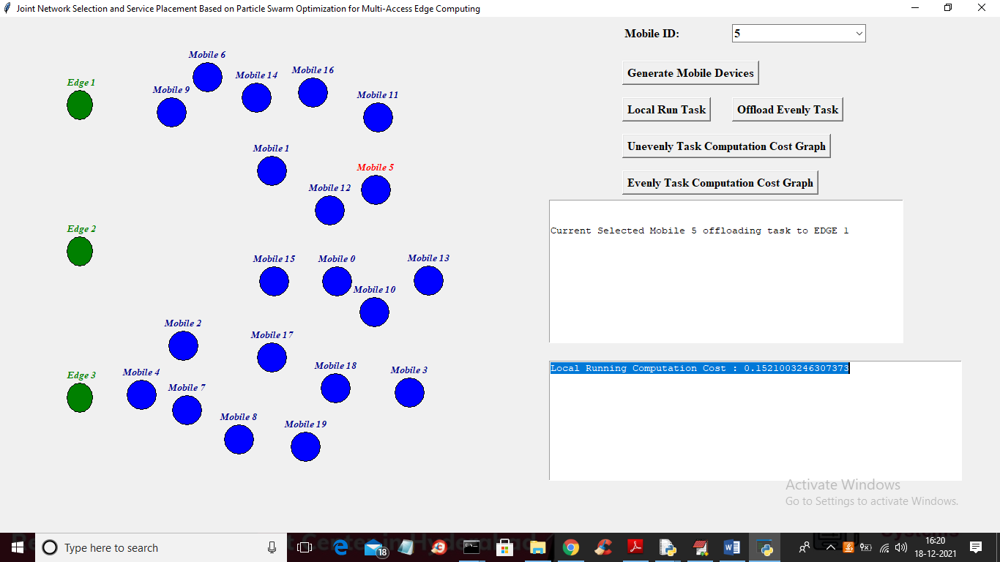 Joint Network Selection and Service Placement Based on Particle Swarm Optimization for Multi-Access Edge Computing
Mobile ID:
5
Generate Mobile Devices
Local Run Task
Offload Evenly Task
Unevenly Task Computation Cost Graph
Evenly Task Computation Cost Graph
Current Selected Mobile 5 offloading task to EDGE 1
Local Running Computation Cost : 0.1521003246307373
Mobile 6
Mobile 16
Mobile 14
Edge 1
Mobile 9
Mobile 11
Mobile 1
Mobile 5
Mobile 12
Edge 2
Mobile 15
Mobile 0
Mobile 13
Mobile 10
Mobile 2
Mobile 17
Mobile 18
Mobile 3
Mobile 4
Edge 3
Mobile 7
Mobile 8
Mobile 19
Activate Windows
Go to Settings to activate Windows.
Type here to search
18
16:20
18-12-2021